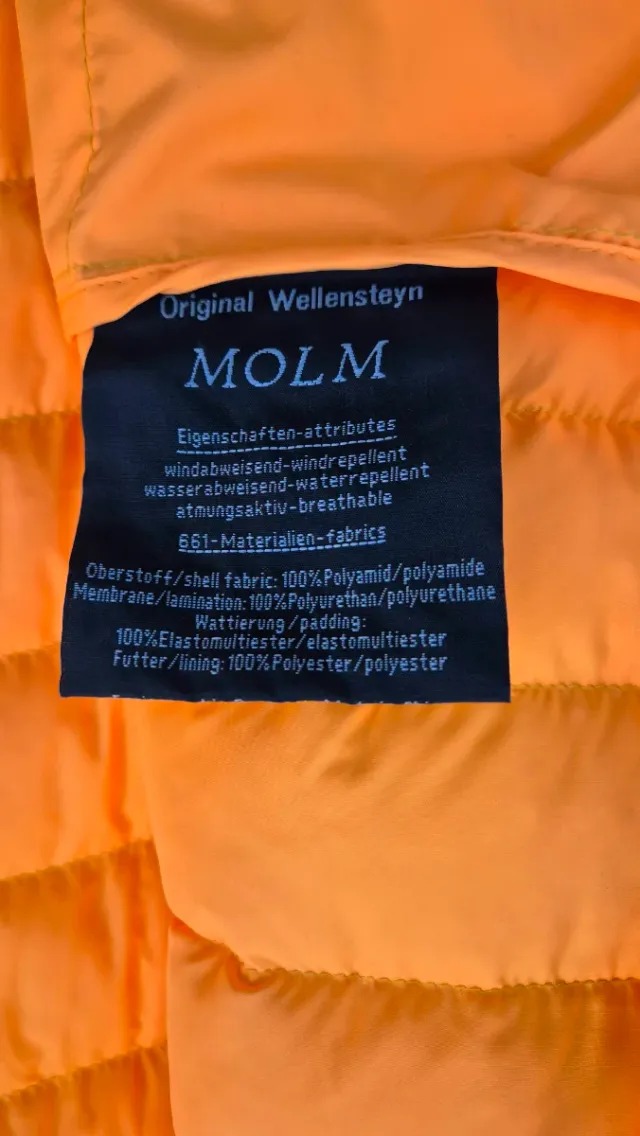 Original Wellensteyn
MOLM
Eigenschaften-attributes
windabweisend-windrepellent
wasserabweisend-waterrepellent
atmungsaktiv-breathable
661-Materialien-fabrics
Oberstoff/shell fabric: 100%Polyamid/polyamide
Membrane/lamination: 100%Polyurethan/polyurethane
Wattierung/padding:
100%Elastomultiester/elastomultiester
Futter/lining: 100%Polyester/polyester